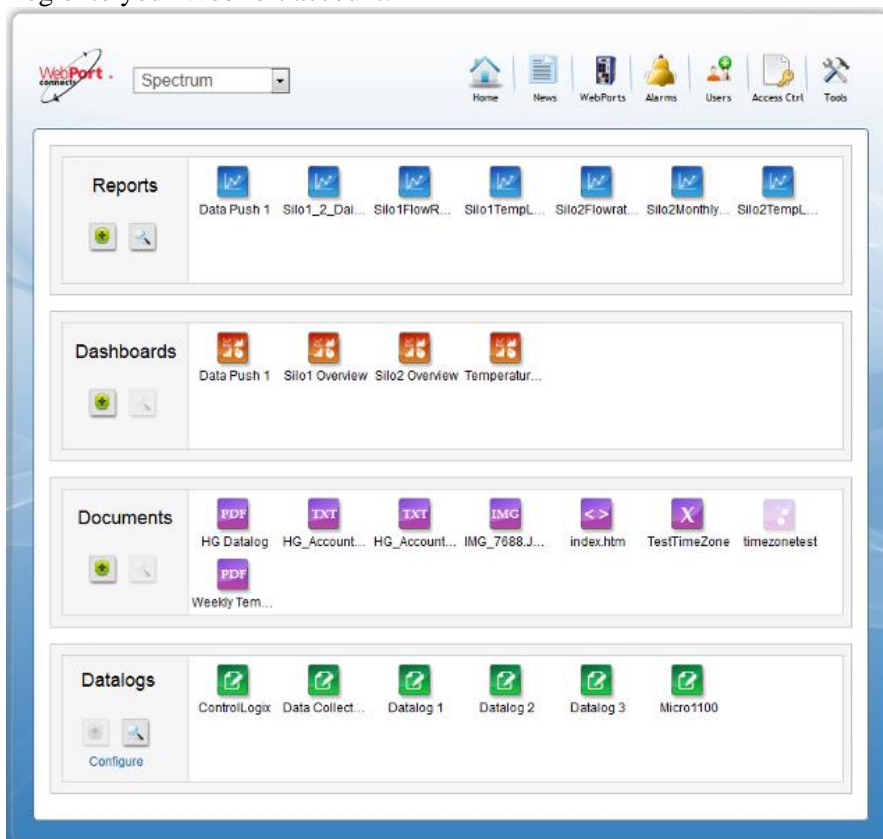 WebPort .
connects
Spectrum
Home News WebPorts Alarms Users Access Ctrl Tools
Reports
Data Push 1 Silo1_2_Dai... Silo1FlowR... Silo1TempL... Silo2Flowrat... Silo2Monthly... Silo2TempL...
Dashboards
Data Push 1 Silo1 Overview Silo2 Overview Temperatur...
Documents
PDF TXT TXT IMG <> X
HG Datalog HG_Account... HG_Account... IMG_7688.J... index.htm TestTimeZone timezonetest
PDF
Weekly Tem...
Datalogs
ControlLogix Data Collect... Datalog 1 Datalog 2 Datalog 3 Micro1100
Configure